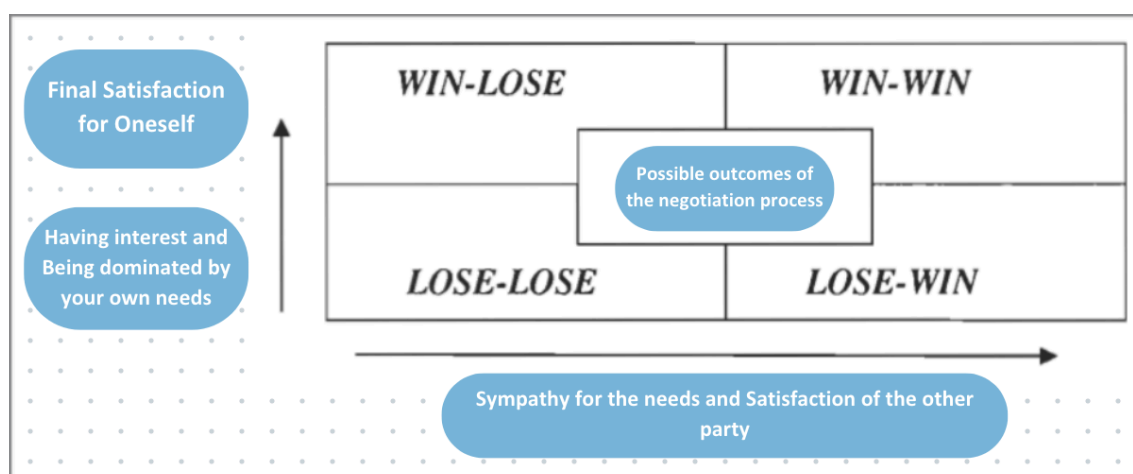 Final Satisfaction
for Oneself
Having interest and
Being dominated by
your own needs
WIN-LOSE
WIN-WIN
Possible outcomes of
the negotiation process
LOSE-LOSE
LOSE-WIN
Sympathy for the needs and Satisfaction of the other
party